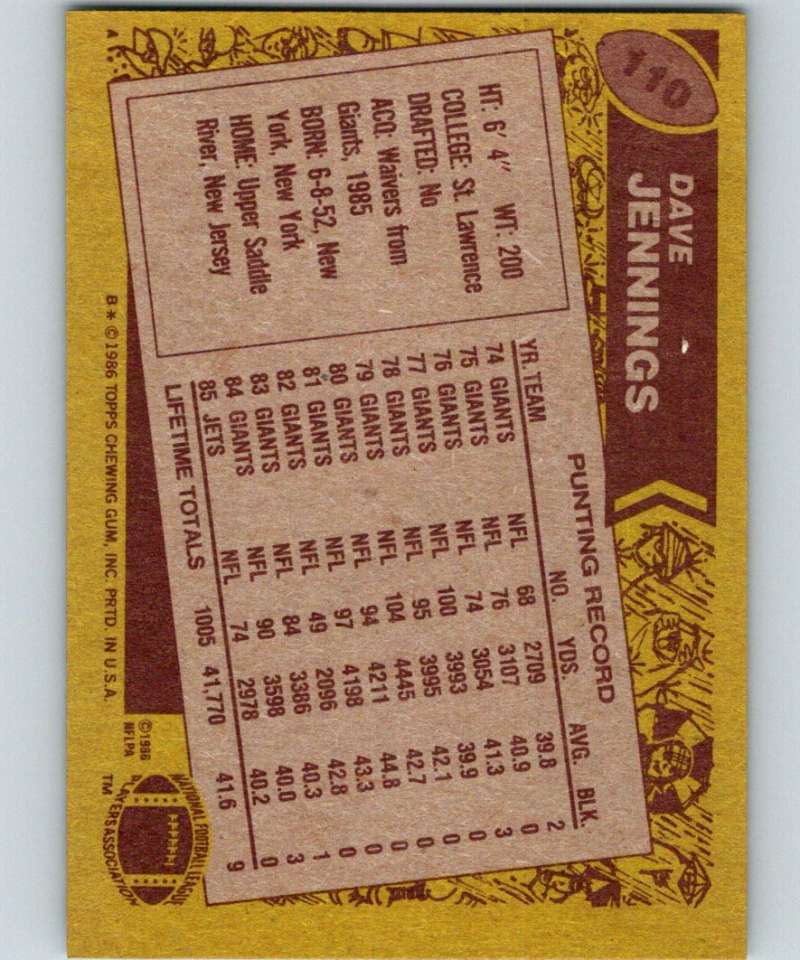 110
DAVE
JENNINGS
HT: 6' 4" WT: 200
COLLEGE: St. Lawrence
DRAFTED: No
ACQ: Waivers from
Giants, 1985
BORN: 6-8-52, New
York, New York
HOME: Upper Saddle
River, New Jersey
PUNTING RECORD
YR. TEAM NO. YDS. AVG. BLK.
74 GIANTS NFL 68 2709 39.8 2
75 GIANTS NFL 76 3107 40.9 3
76 GIANTS NFL 74 3054 41.3 0
77 GIANTS NFL 100 3993 39.9 0
78 GIANTS NFL 95 3995 42.1 0
79 GIANTS NFL 104 4445 42.7 0
80 GIANTS NFL 94 4211 44.8 0
81 GIANTS NFL 97 4198 43.3 0
82 GIANTS NFL 49 2096 42.8 0
83 GIANTS NFL 84 3386 40.3 1
84 GIANTS NFL 90 3598 40.0 3
85 JETS NFL 74 2978 40.2 0
LIFETIME TOTALS 1005 41,770 41.6 9
A
B * © 1986 TOPPS CHEWING GUM, INC. PRTD. IN U.S.A.
© 1986
NFLPA
NATIONAL FOOTBALL LEAGUE
PLAYERS ASSOCIATION
TM